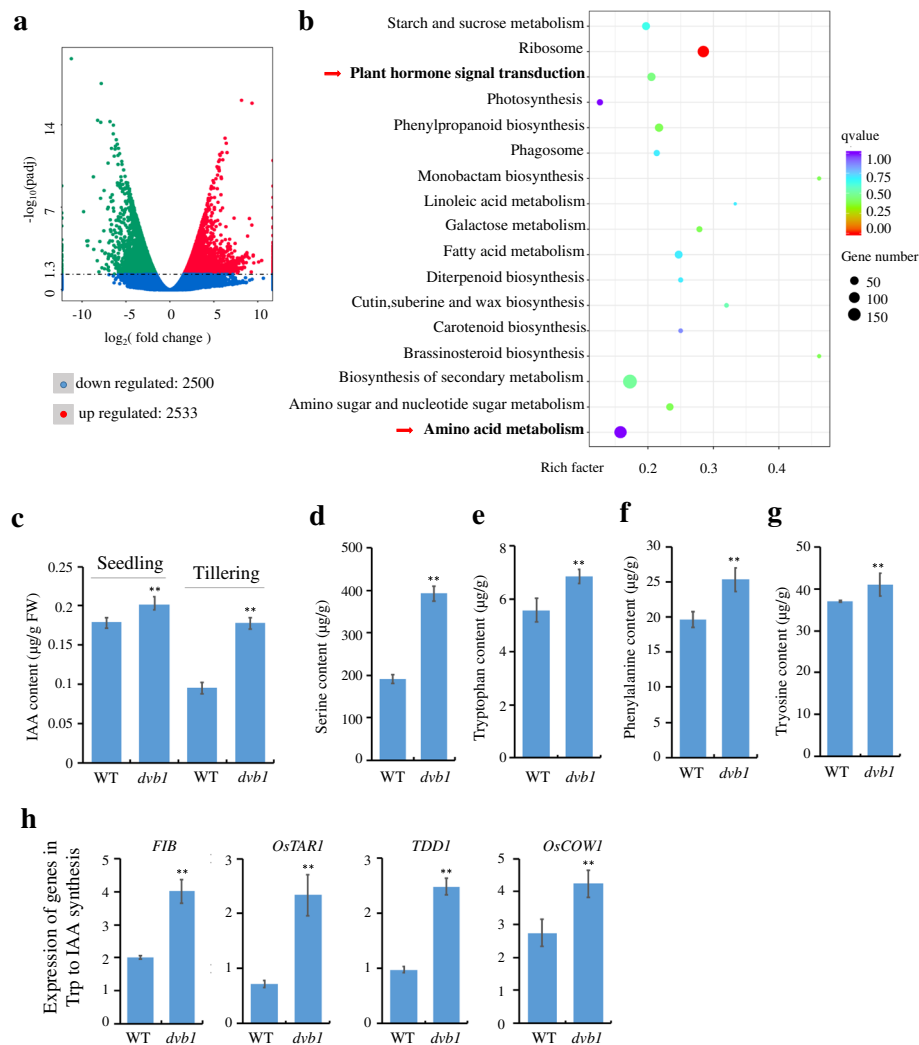 a
-log10(padj)
14
7
1.3
0
-10 -5 0 5 10
log2( fold change )
down regulated: 2500
up regulated: 2533
b
Starch and sucrose metabolism
Ribosome
Plant hormone signal transduction
Photosynthesis
Phenylpropanoid biosynthesis
Phagosome
Monobactam biosynthesis
Linoleic acid metabolism
Galactose metabolism
Fatty acid metabolism
Diterpenoid biosynthesis
Cutin,suberine and wax biosynthesis
Carotenoid biosynthesis
Brassinosteroid biosynthesis
Biosynthesis of secondary metabolism
Amino sugar and nucleotide sugar metabolism
Amino acid metabolism
Rich facter 0.2 0.3 0.4
qvalue
1.00
0.75
0.50
0.25
0.00
Gene number
50
100
150
c
IAA content (µg/g FW)
0.25
0.2
0.15
0.1
0.05
0
Seedling Tillering
** **
WT dvb1 WT dvb1
d
Serine content (µg/g)
500
400
300
200
100
0
**
WT dvb1
e
Tryptophan content (µg/g)
8
6
4
2
0
**
WT dvb1
f
Phenylalanine content (µg/g)
30
25
20
15
10
5
0
**
WT dvb1
g
Tryosine content (µg/g)
50
40
30
20
10
0
**
WT dvb1
h
Expression of genes in
Trp to IAA synthesis
FIB
5
4
3
2
1
0
**
WT dvb1
OsTAR1
3
2
1
0
**
WT dvb1
TDD1
3
2
1
0
**
WT dvb1
OsCOW1
5
4
3
2
1
0
**
WT dvb1